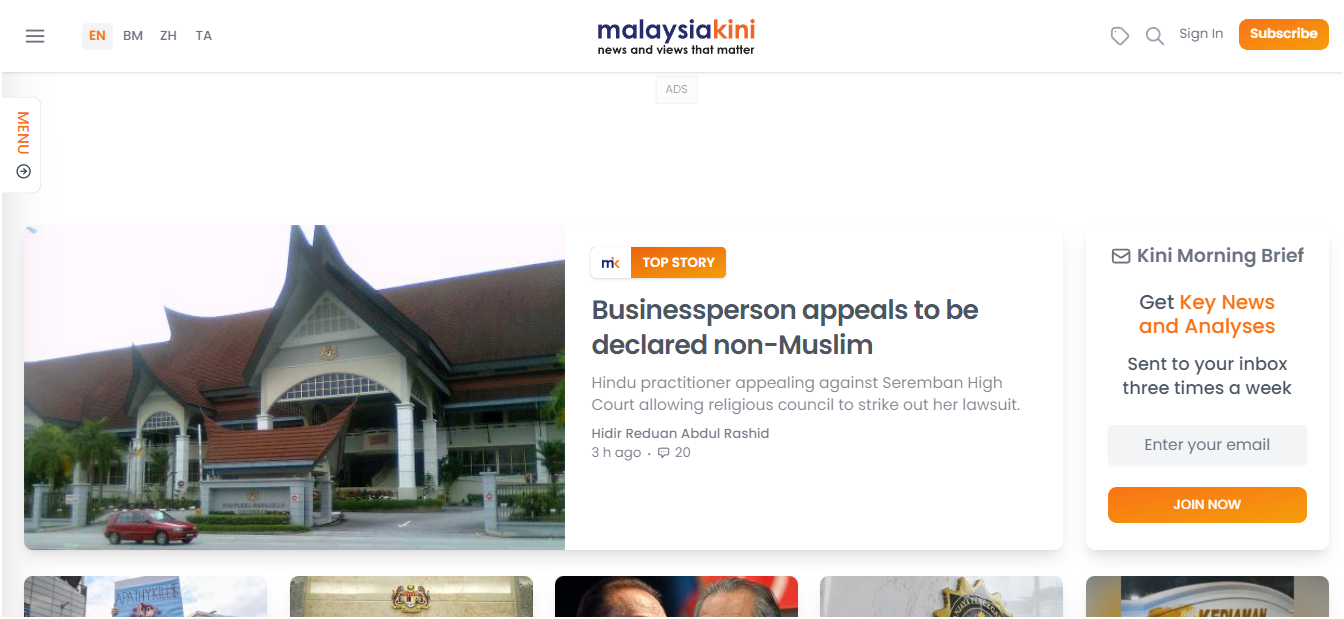 EN BM ZH TA
malaysiakini
news and views that matter
Sign In
Subscribe
ADS
MENU
mk TOP STORY
Businessperson appeals to be
declared non-Muslim
Hindu practitioner appealing against Seremban High
Court allowing religious council to strike out her lawsuit.
Hidir Reduan Abdul Rashid
3 h ago · 20
Kini Morning Brief
Get Key News
and Analyses
Sent to your inbox
three times a week
Enter your email
JOIN NOW
APATHY KILLS
KEDIAMAN